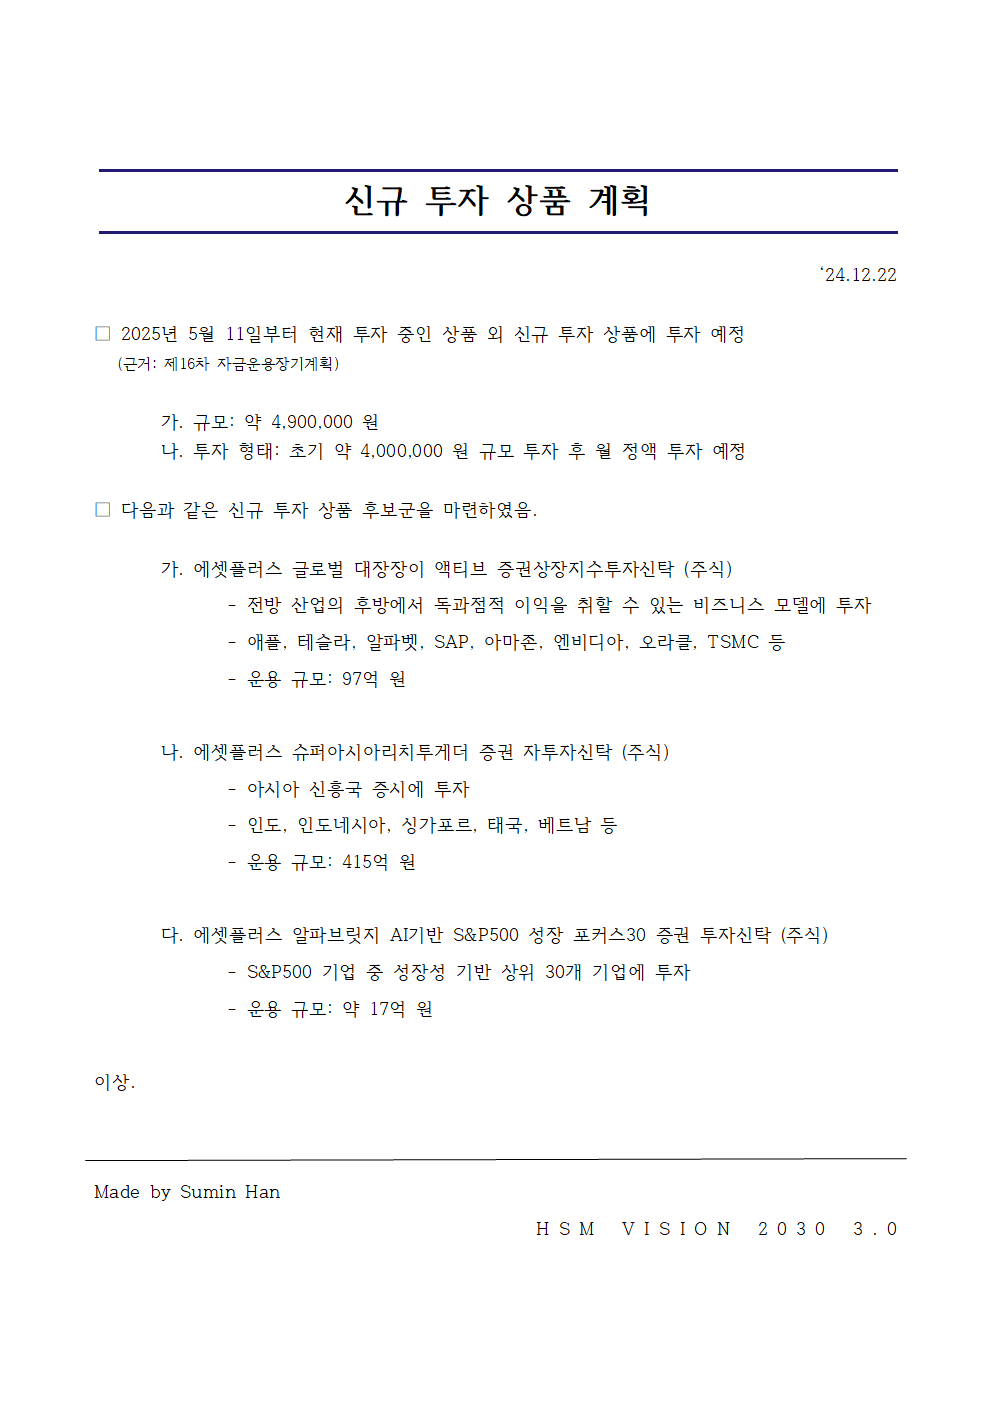 신규 투자 상품 계획
‘24.12.22
□ 2025년 5월 11일부터 현재 투자 중인 상품 외 신규 투자 상품에 투자 예정
(근거: 제16차 자금운용장기계획)
가. 규모: 약 4,900,000 원
나. 투자 형태: 초기 약 4,000,000 원 규모 투자 후 월 정액 투자 예정
□ 다음과 같은 신규 투자 상품 후보군을 마련하였음.
가. 에셋플러스 글로벌 대장장이 액티브 증권상장지수투자신탁 (주식)
- 전방 산업의 후방에서 독과점적 이익을 취할 수 있는 비즈니스 모델에 투자
- 애플, 테슬라, 알파벳, SAP, 아마존, 엔비디아, 오라클, TSMC 등
- 운용 규모: 97억 원
나. 에셋플러스 슈퍼아시아리치투게더 증권 자투자신탁 (주식)
- 아시아 신흥국 증시에 투자
- 인도, 인도네시아, 싱가포르, 태국, 베트남 등
- 운용 규모: 415억 원
다. 에셋플러스 알파브릿지 AI기반 S&P500 성장 포커스30 증권 투자신탁 (주식)
- S&P500 기업 중 성장성 기반 상위 30개 기업에 투자
- 운용 규모: 약 17억 원
이상.
Made by Sumin Han
HSM VISION 2030 3.0